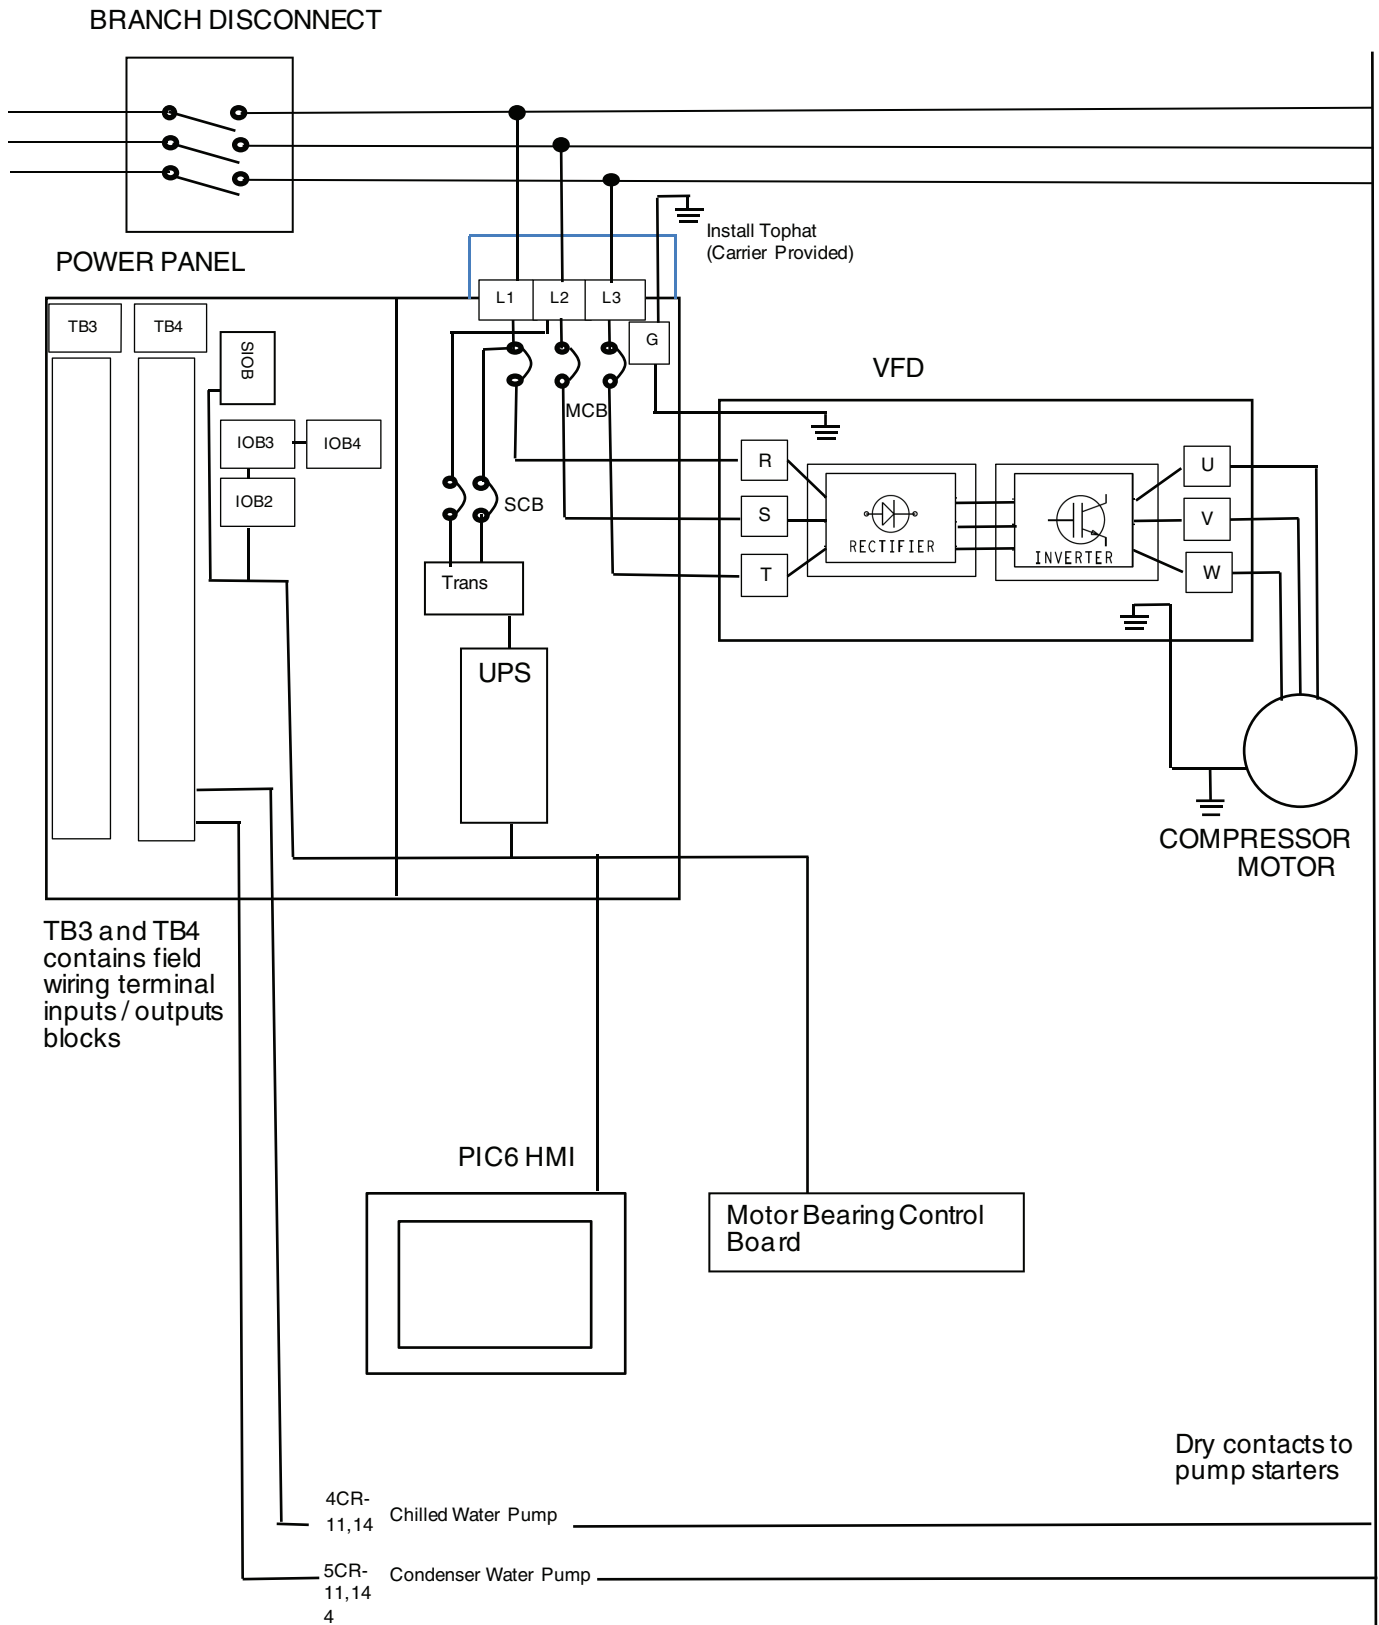 BRANCH DISCONNECT
Install Tophat
(Carrier Provided)
POWER PANEL
L1
L2
L3
TB3
TB4
SIOB
G
VFD
MCB
IOB3
IOB4
R
U
IOB2
SCB
S
V
RECTIFIER
INVERTER
T
W
Trans
UPS
COMPRESSOR
MOTOR
TB3 and TB4
contains field
wiring terminal
inputs / outputs
blocks
PIC6 HMI
Motor Bearing Control
Board
Dry contacts to
pump starters
4CR-
11,14
Chilled Water Pump
5CR-
11,14
4
Condenser Water Pump